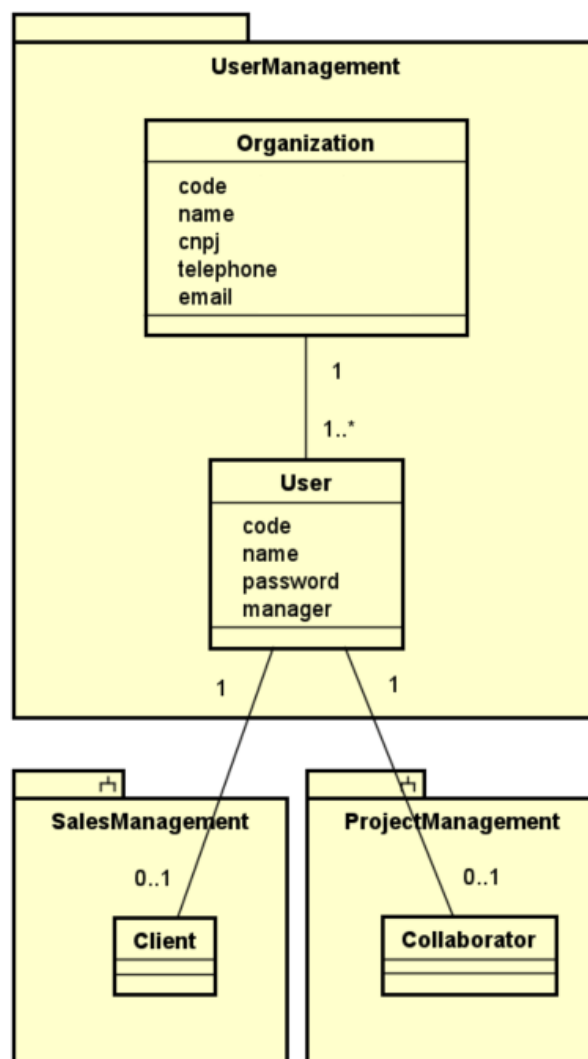 UserManagement
Organization
code
name
cnpj
telephone
email
1
1..*
User
code
name
password
manager
1
1
SalesManagement
ProjectManagement
0..1
0..1
Client
Collaborator